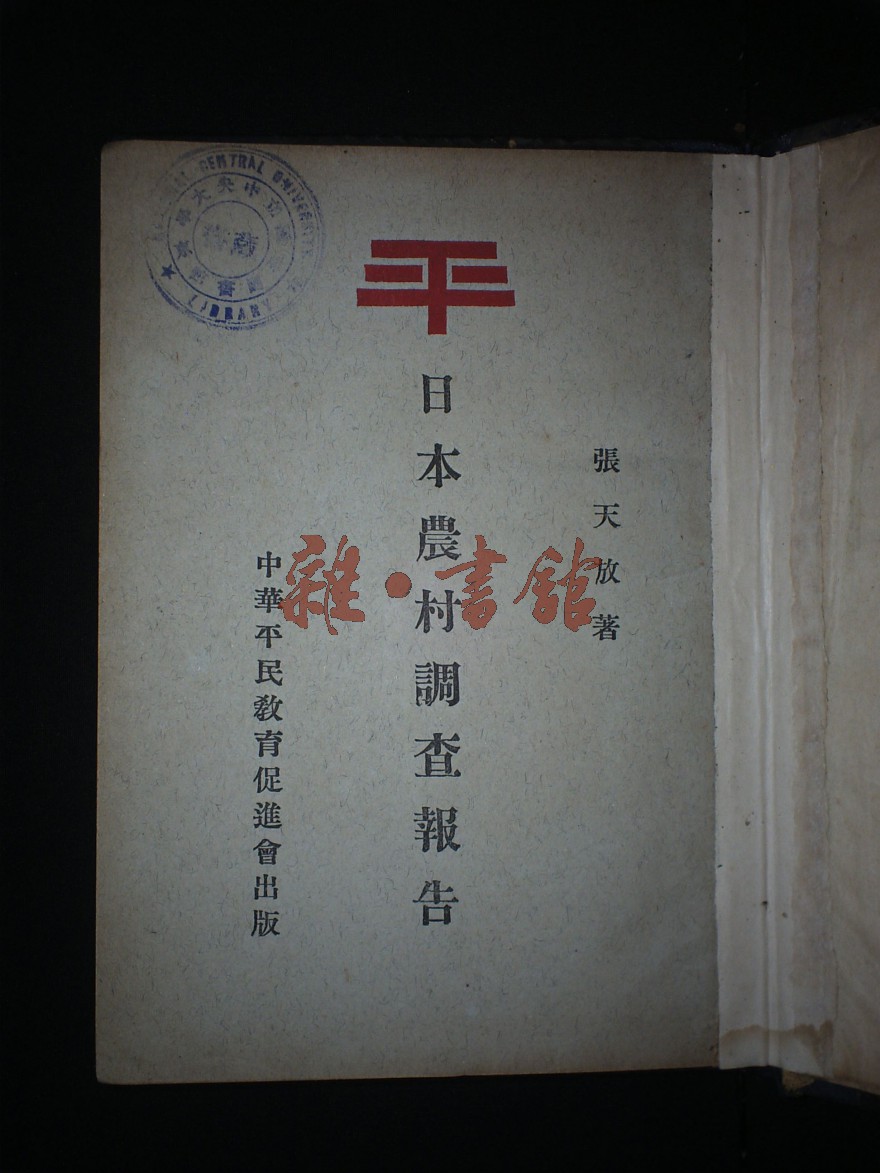 平
張天放著
日本農村調查報告
中華平民教育促進會出版
雜·書館
CENTRAL UNIVERSITY
LIBRARY